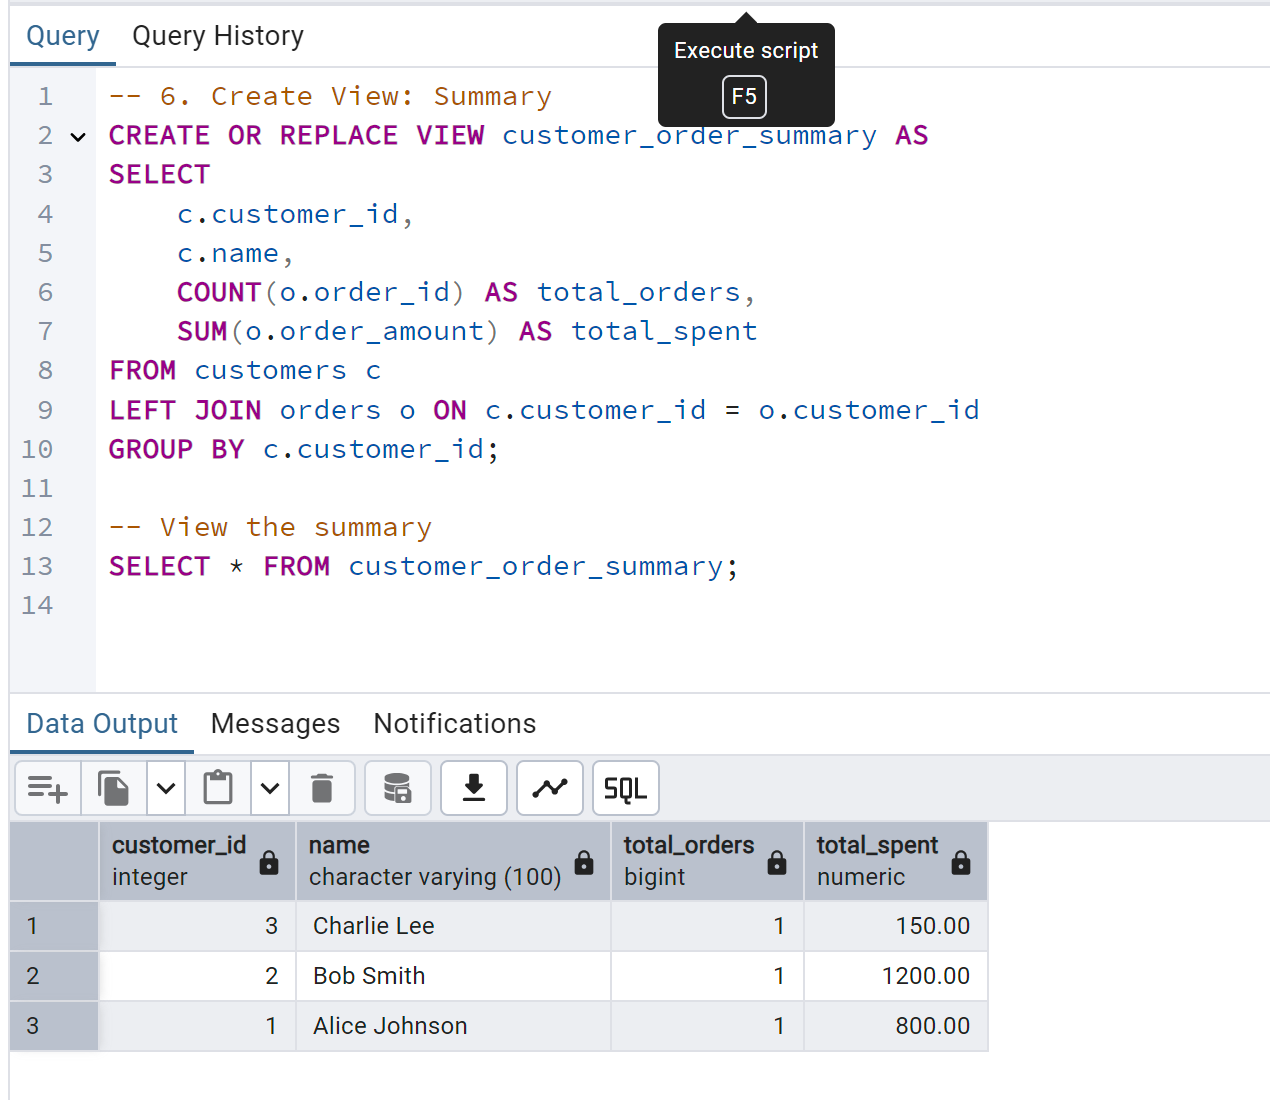 Query Query History
Execute script
F5
1 -- 6. Create View: Summary
2 CREATE OR REPLACE VIEW customer_order_summary AS
3 SELECT
4     c.customer_id,
5     c.name,
6     COUNT(o.order_id) AS total_orders,
7     SUM(o.order_amount) AS total_spent
8 FROM customers c
9 LEFT JOIN orders o ON c.customer_id = o.customer_id
10 GROUP BY c.customer_id;
11
12 -- View the summary
13 SELECT * FROM customer_order_summary;
14
Data Output Messages Notifications
SQL
customer_id name total_orders total_spent
integer character varying (100) bigint numeric
1 3 Charlie Lee 1 150.00
2 2 Bob Smith 1 1200.00
3 1 Alice Johnson 1 800.00